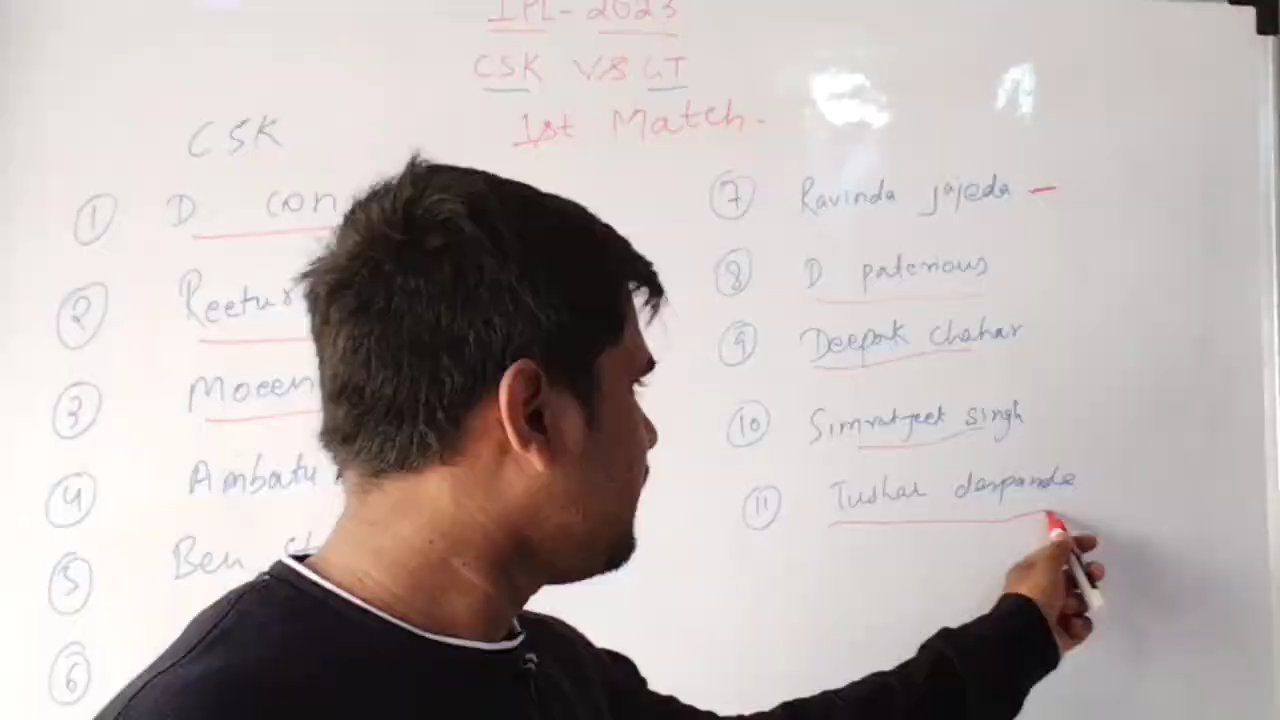 IPL- 2023
CSK VS GT
1st Match.
CSK
1 D con
2 Reetur
3 Moeen
4 Ambatu
5 Ben
6
7 Ravinda jajeda -
8 D paterious
9 Deepak chahar
10 Simratjeet singh
11 Tushar despande